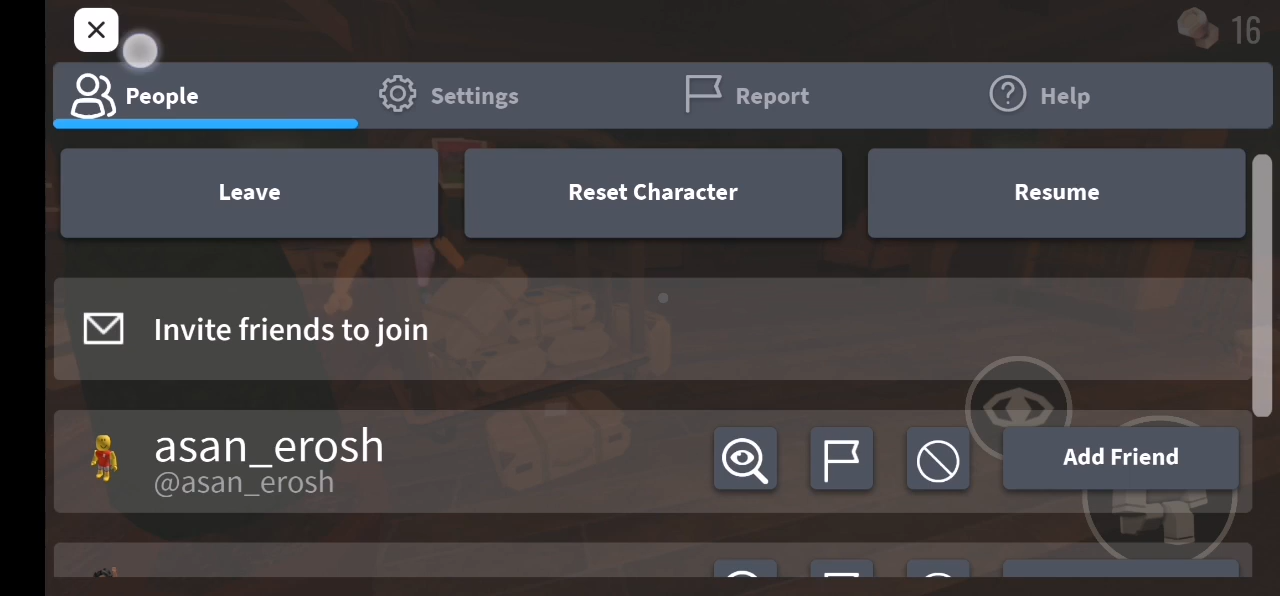 16
People
Settings
Report
Help
Leave
Reset Character
Resume
Invite friends to join
asan_erosh
@asan_erosh
Add Friend